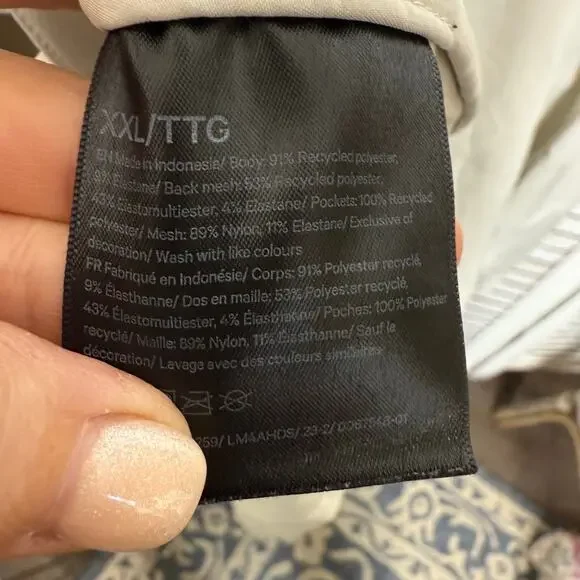 XXL/TTG
EN Made in Indonesia/ Body: 91% Recycled polyester,
9% Elastane/ Back mesh: 53% Recycled polyester,
43% Elastomultiester, 4% Elastane/ Pockets: 100% Recycled
polyester/ Mesh: 89% Nylon, 11% Elastane/ Exclusive of
decoration/ Wash with like colours
FR Fabriqué en Indonésie/ Corps: 91% Polyester recyclé,
9% Élasthanne/ Dos en maille: 53% Polyester recyclé,
43% Élastomultiester, 4% Élasthanne/ Poches: 100% Polyester
recyclé/ Maille: 89% Nylon, 11% Élasthanne/ Sauf le
décoration/ Lavage avec des couleurs similaires
259/ LM4AHDS/ 23-2/ 0067548-01